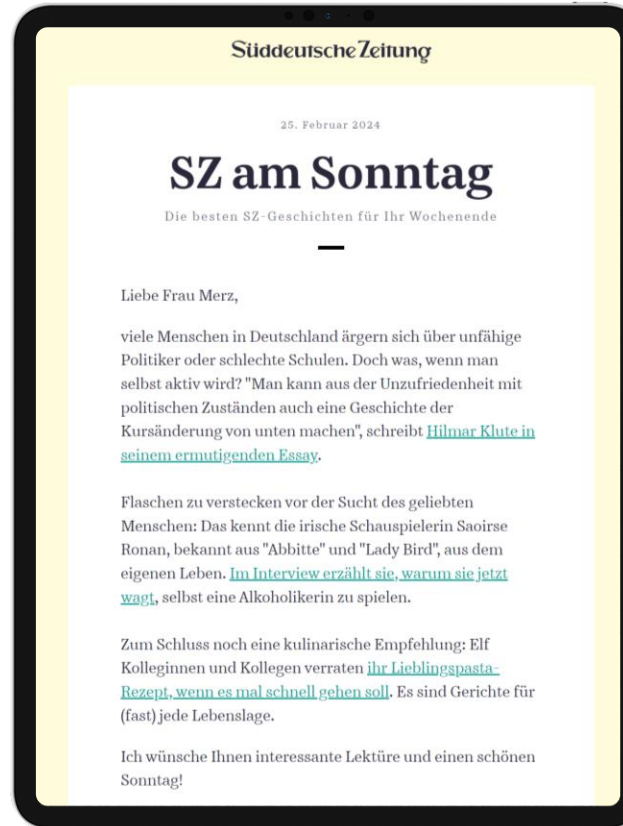 Süddeutsche Zeitung
25. Februar 2024
SZ am Sonntag
Die besten SZ-Geschichten für Ihr Wochenende
Liebe Frau Merz,
viele Menschen in Deutschland ärgern sich über unfähige
Politiker oder schlechte Schulen. Doch was, wenn man
selbst aktiv wird? "Man kann aus der Unzufriedenheit mit
politischen Zuständen auch eine Geschichte der
Kursänderung von unten machen", schreibt Hilmar Klute in
seinem ermutigenden Essay.
Flaschen zu verstecken vor der Sucht des geliebten
Menschen: Das kennt die irische Schauspielerin Saoirse
Ronan, bekannt aus "Abbitte" und "Lady Bird", aus dem
eigenen Leben. Im Interview erzählt sie, warum sie jetzt
wagt, selbst eine Alkoholikerin zu spielen.
Zum Schluss noch eine kulinarische Empfehlung: Elf
Kolleginnen und Kollegen verraten ihr Lieblingspasta-
Rezept, wenn es mal schnell gehen soll. Es sind Gerichte für
(fast) jede Lebenslage.
Ich wünsche Ihnen interessante Lektüre und einen schönen
Sonntag!